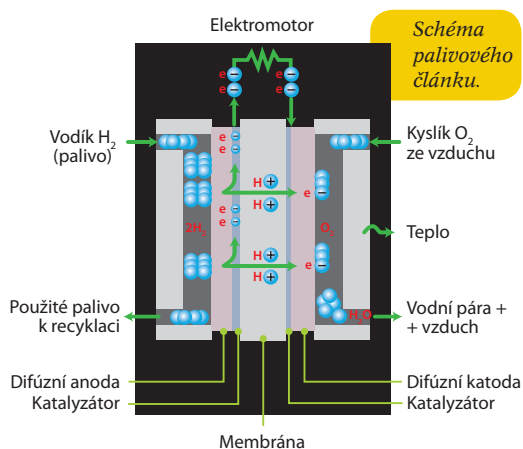 Elektromotor
Schéma
palivového
článku.
e −
e −
− e
− e
Vodík H₂
(palivo)
Kyslík O₂
ze vzduchu
e −
e −
H +
H +
e −
e −
e −
2H₂
O₂
Teplo
H +
H +
e −
Použité palivo
k recyklaci
H₂O
Vodní pára +
+ vzduch
Difúzní anoda
Katalyzátor
Difúzní katoda
Katalyzátor
Membrána